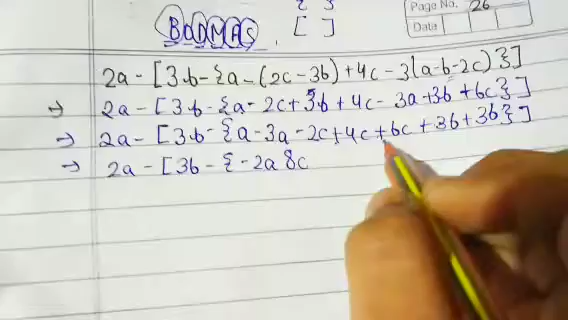 Page No. 26
Date
BODMAS, [ ]
2a - [3b - {a - (2c - 3b) + 4c - 3(a - b - 2c)}]
→ 2a - [3b - {a - 2c + 3b + 4c - 3a + 3b + 6c}]
→ 2a - [3b - {a - 3a - 2c + 4c + 6c + 3b + 3b}]
→ 2a - [3b - {-2a 8c